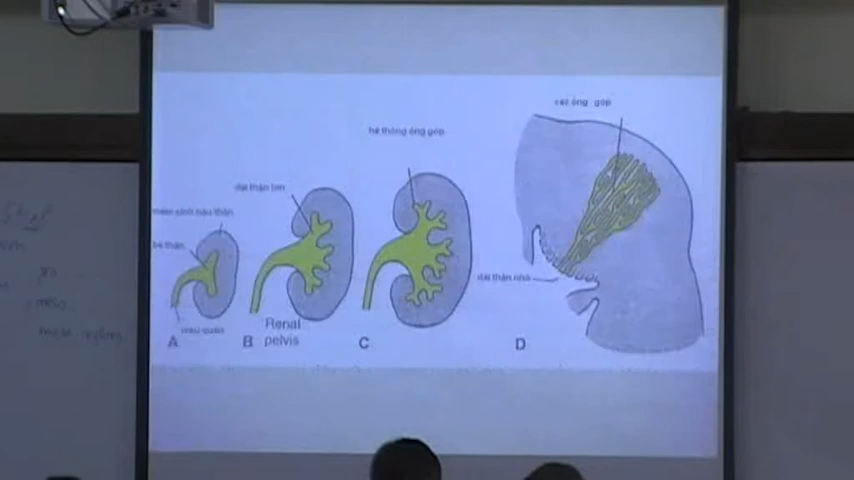 các ống góp
hệ thống ống góp
đài thận lớn
mầm sinh hậu thận
bể thận
đài thận nhỏ
niệu quản
Renal
pelvis
A
B
C
D